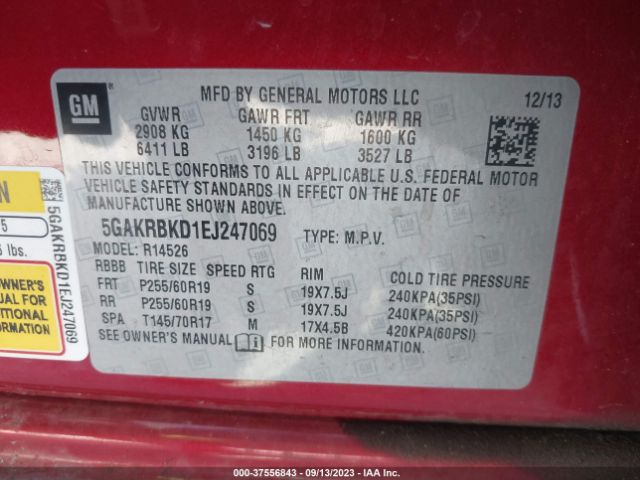 GM
®
MFD BY GENERAL MOTORS LLC
12/13
GVWR GAWR FRT GAWR RR
2908 KG 1450 KG 1600 KG
6411 LB 3196 LB 3527 LB
THIS VEHICLE CONFORMS TO ALL APPLICABLE U.S. FEDERAL MOTOR
VEHICLE SAFETY STANDARDS IN EFFECT ON THE DATE OF
MANUFACTURE SHOWN ABOVE.
5GAKRBKD1EJ247069 TYPE: M.P.V.
MODEL: R14526
RBBB TIRE SIZE SPEED RTG RIM COLD TIRE PRESSURE
FRT P255/60R19 S 19X7.5J 240KPA(35PSI)
RR P255/60R19 S 19X7.5J 240KPA(35PSI)
SPA T145/70R17 M 17X4.5B 420KPA(60PSI)
SEE OWNER'S MANUAL FOR MORE INFORMATION.
5
lbs.
OWNER'S
UAL FOR
ITIONAL
RMATION
5GAKRBKD1EJ247069
000-37556843 / 09/13/2023 / IAA Inc.